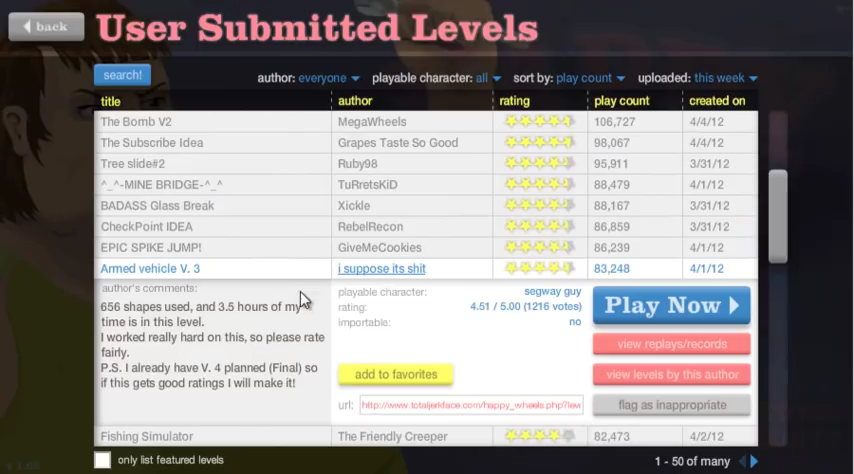 back
User Submitted Levels
search!
author: everyone playable character: all sort by: play count uploaded: this week
title author rating play count created on
The Bomb V2 MegaWheels 106,727 4/4/12
The Subscribe Idea Grapes Taste So Good 98,067 4/4/12
Tree slide#2 Ruby98 95,911 3/31/12
^_^-MINE BRIDGE-^_^ TuRretsKiD 88,479 4/1/12
BADASS Glass Break Xickle 88,167 3/31/12
CheckPoint IDEA RebelRecon 86,859 3/31/12
EPIC SPIKE JUMP! GiveMeCookies 86,239 4/1/12
Armed vehicle V. 3 i suppose its shit 83,248 4/1/12
author's comments:
656 shapes used, and 3.5 hours of my
time is in this level.
I worked really hard on this, so please rate
fairly.
P.S. I already have V. 4 planned (Final) so
if this gets good ratings I will make it!
playable character: segway guy
rating: 4.51 / 5.00 (1216 votes)
importable: no
add to favorites
url: http://www.totaljerkface.com/happy_wheels.php?lev
Play Now
view replays/records
view levels by this author
flag as inappropriate
Fishing Simulator The Friendly Creeper 82,473 4/2/12
only list featured levels 1 - 50 of many